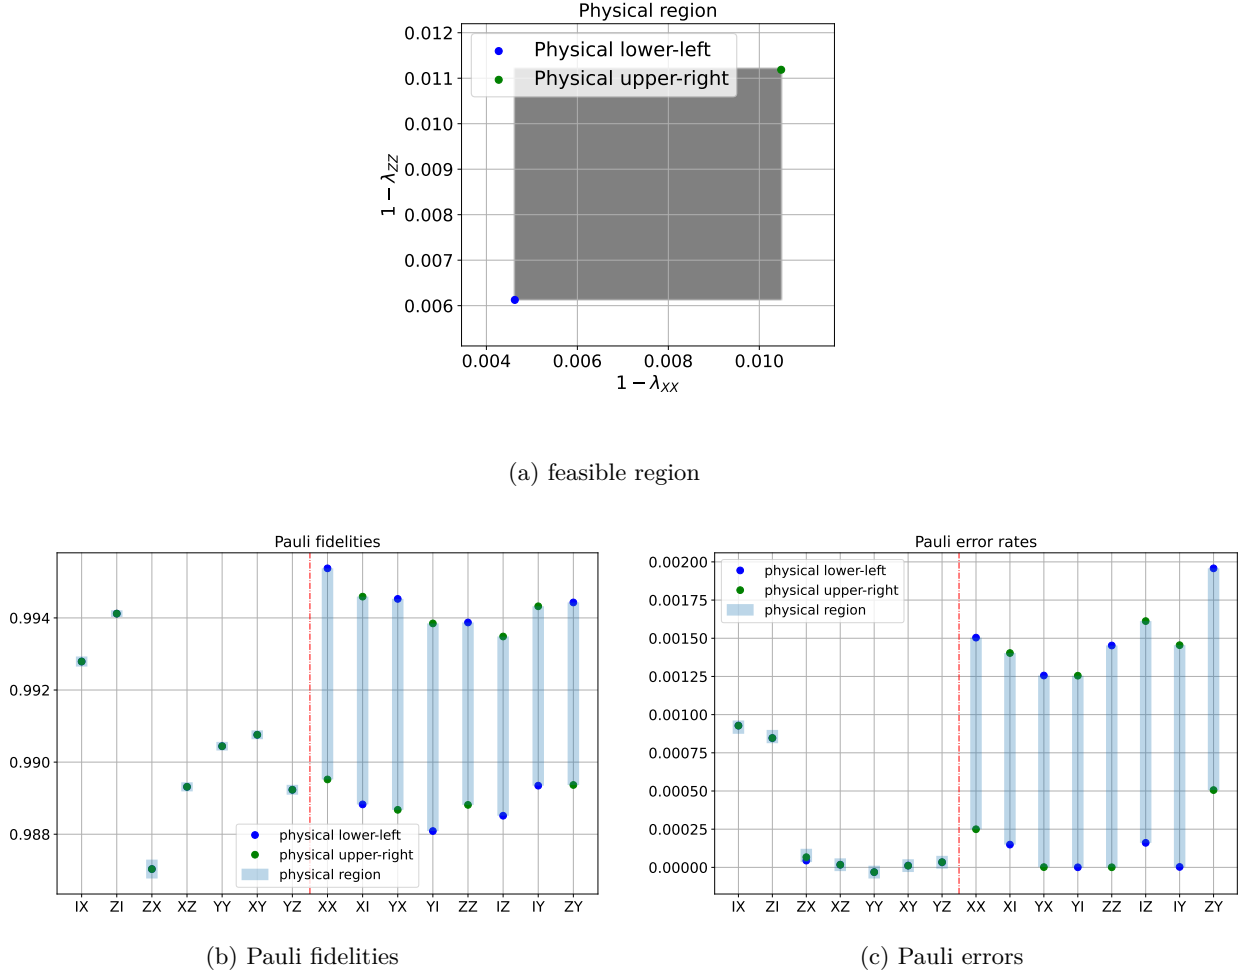 Physical region
0.012
0.011
0.010
0.009
0.008
0.007
0.006
1 − λ_ZZ
Physical lower-left
Physical upper-right
0.004 0.006 0.008 0.010
1 − λ_XX
(a) feasible region
Pauli fidelities
0.994
0.992
0.990
0.988
physical lower-left
physical upper-right
physical region
IX ZI ZX XZ YY XY YZ XX XI YX YI ZZ IZ IY ZY
(b) Pauli fidelities
Pauli error rates
0.00200
0.00175
0.00150
0.00125
0.00100
0.00075
0.00050
0.00025
0.00000
physical lower-left
physical upper-right
physical region
IX ZI ZX XZ YY XY YZ XX XI YX YI ZZ IZ IY ZY
(c) Pauli errors